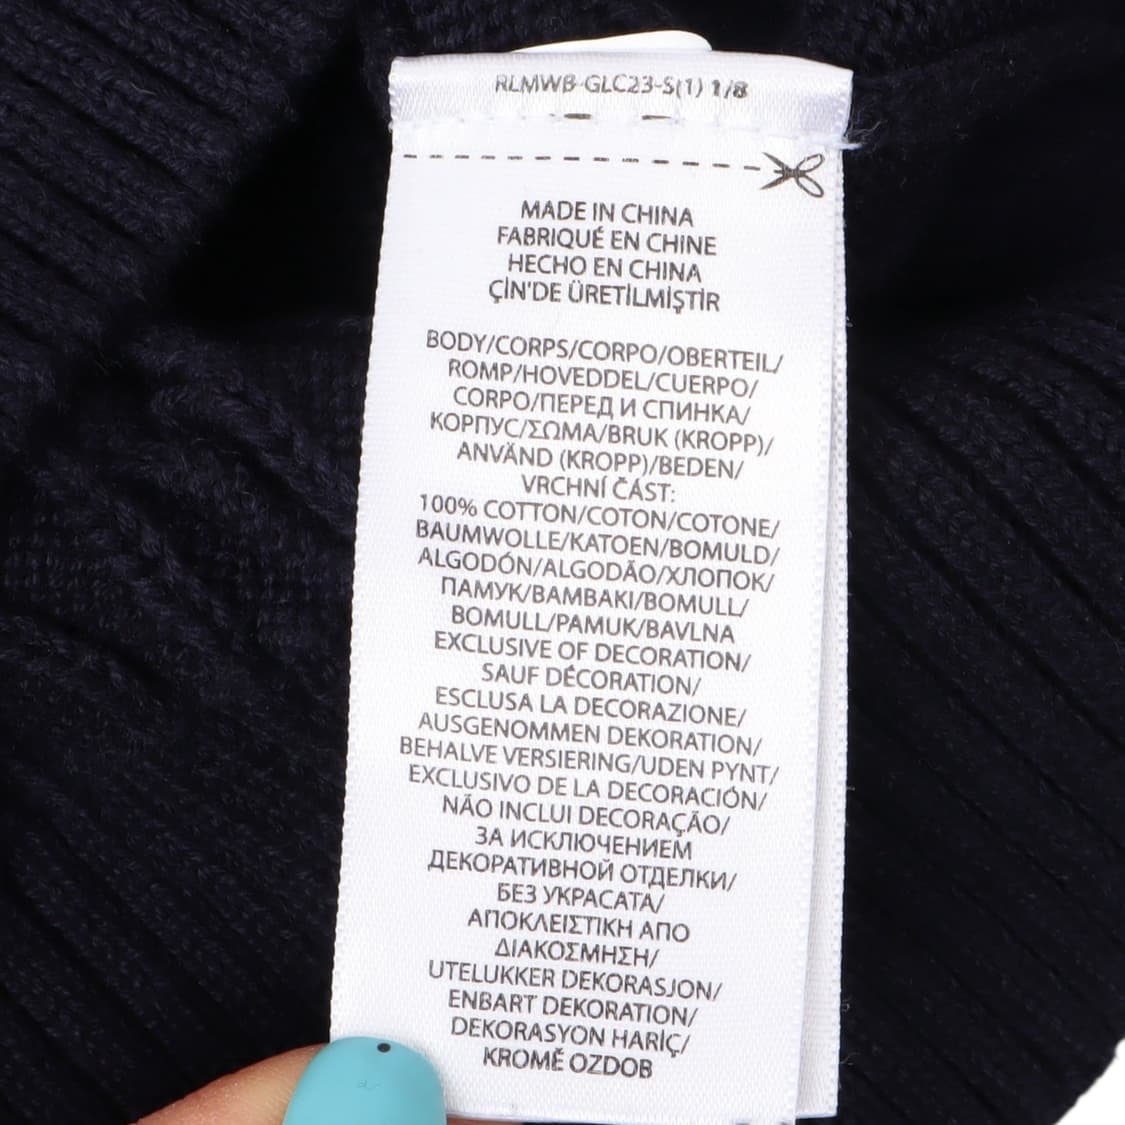 RLMWB-GLC23-S(1) 1/8
MADE IN CHINA
FABRIQUÉ EN CHINE
HECHO EN CHINA
ÇİN'DE ÜRETİLMİŞTİR
BODY/CORPS/CORPO/OBERTEIL/
ROMP/HOVEDDEL/CUERPO/
CORPO/ПЕРЕД И СПИНКА/
КОРПУС/ΣΩΜΑ/BRUK (KROPP)/
ANVÄND (KROPP)/BEDEN/
VRCHNÍ ČÁST:
100% COTTON/COTON/COTONE/
BAUMWOLLE/KATOEN/BOMULD/
ALGODÓN/ALGODÃO/ХЛОПОК/
ПАМУК/ΒΑΜΒΑΚΙ/BOMULL/
BOMULL/PAMUK/BAVLNA
EXCLUSIVE OF DECORATION/
SAUF DÉCORATION/
ESCLUSA LA DECORAZIONE/
AUSGENOMMEN DEKORATION/
BEHALVE VERSIERING/UDEN PYNT/
EXCLUSIVO DE LA DECORACIÓN/
NÃO INCLUI DECORAÇÃO/
ЗА ИСКЛЮЧЕНИЕМ
ДЕКОРАТИВНОЙ ОТДЕЛКИ/
БЕЗ УКРАСАТА/
ΑΠΟΚΛΕΙΣΤΙΚΗ ΑΠΟ
ΔΙΑΚΟΣΜΗΣΗ/
UTELUKKER DEKORASJON/
ENBART DEKORATION/
DEKORASYON HARİÇ/
KROMĚ OZDOB